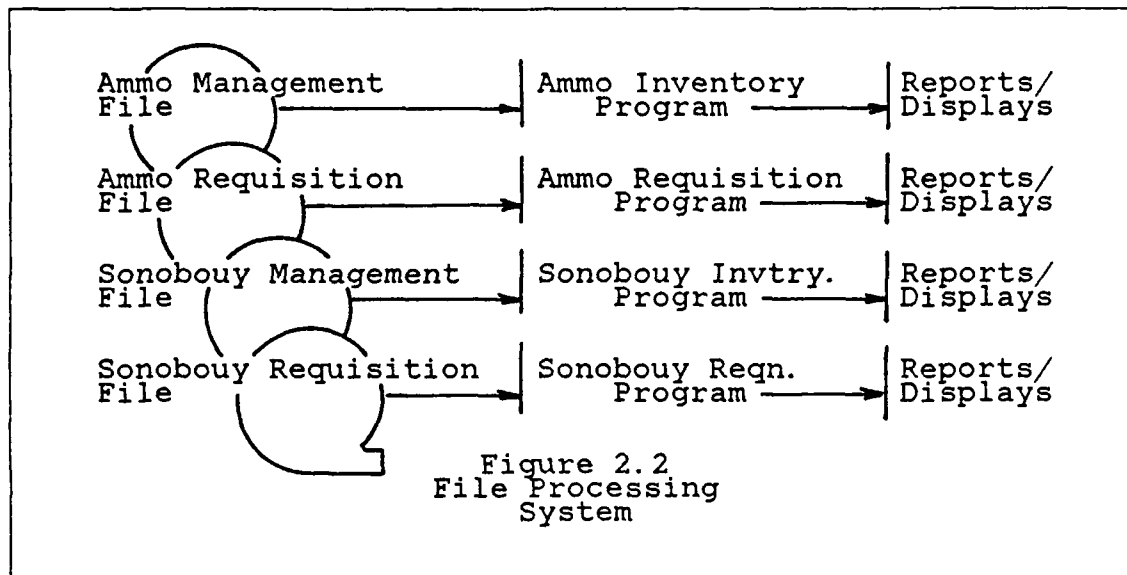 Ammo Management File
Ammo Inventory Program
Reports/ Displays
Ammo Requisition File
Ammo Requisition Program
Reports/ Displays
Sonobouy Management File
Sonobouy Invtry. Program
Reports/ Displays
Sonobouy Requisition File
Sonobouy Reqn. Program
Reports/ Displays
Figure 2.2
File Processing
System